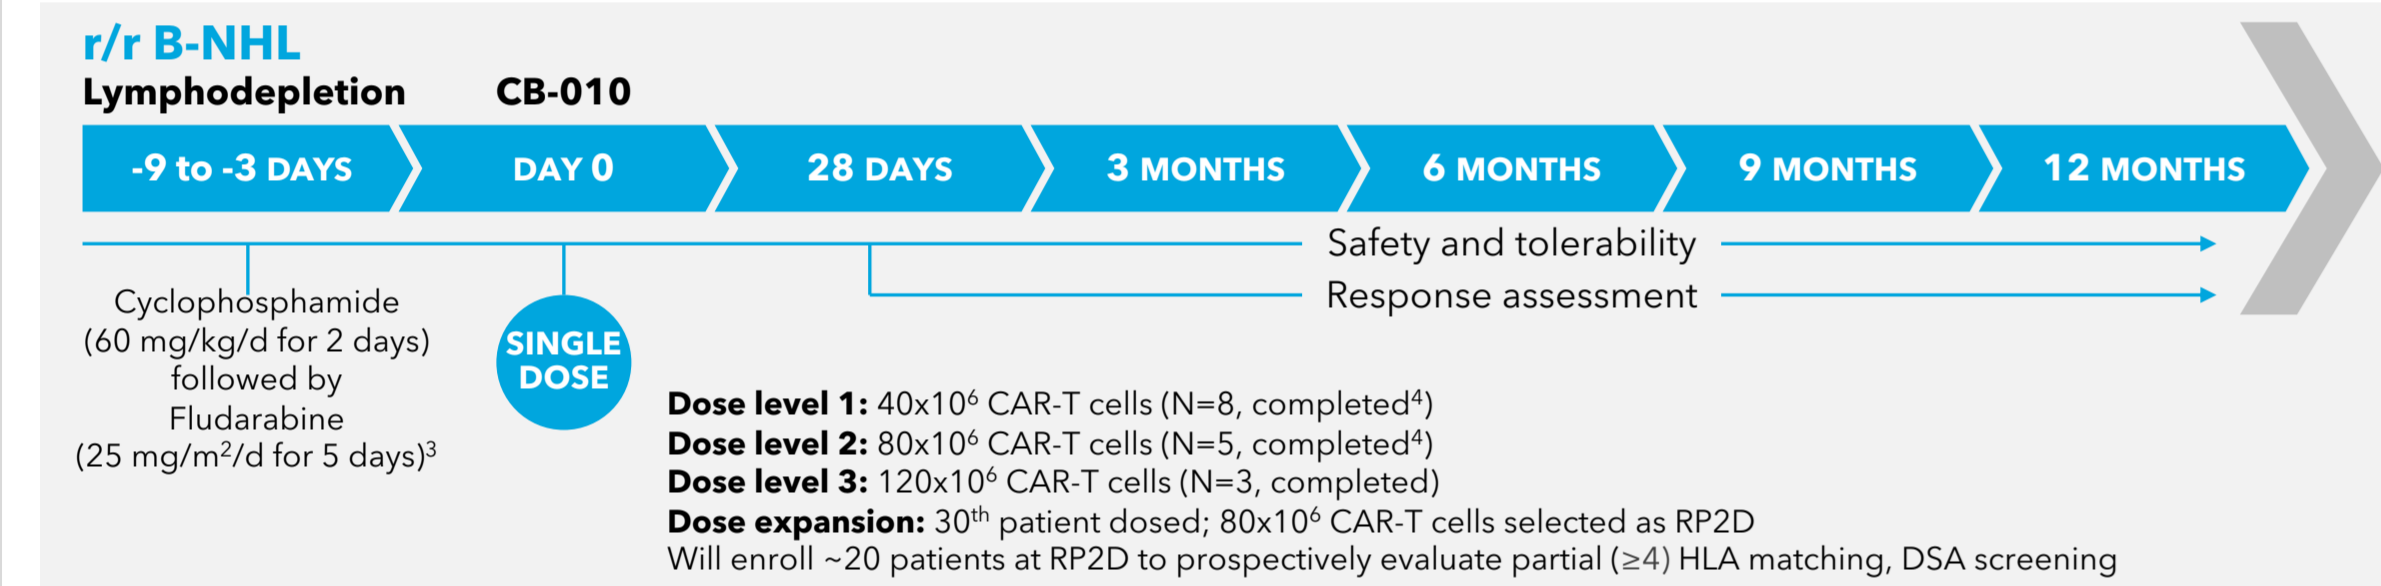 r/r B-NHL
Lymphodepletion
CB-010
-9 to -3 DAYS
DAY 0
28 DAYS
3 MONTHS
6 MONTHS
9 MONTHS
12 MONTHS
Safety and tolerability
Response assessment
Cyclophosphamide
(60 mg/kg/d for 2 days)
followed by
Fludarabine
(25 mg/m²/d for 5 days)³
SINGLE
DOSE
Dose level 1: 40x10⁶ CAR-T cells (N=8, completed⁴)
Dose level 2: 80x10⁶ CAR-T cells (N=5, completed⁴)
Dose level 3: 120x10⁶ CAR-T cells (N=3, completed)
Dose expansion: 30ᵗʰ patient dosed; 80x10⁶ CAR-T cells selected as RP2D
Will enroll ~20 patients at RP2D to prospectively evaluate partial (≥4) HLA matching, DSA screening